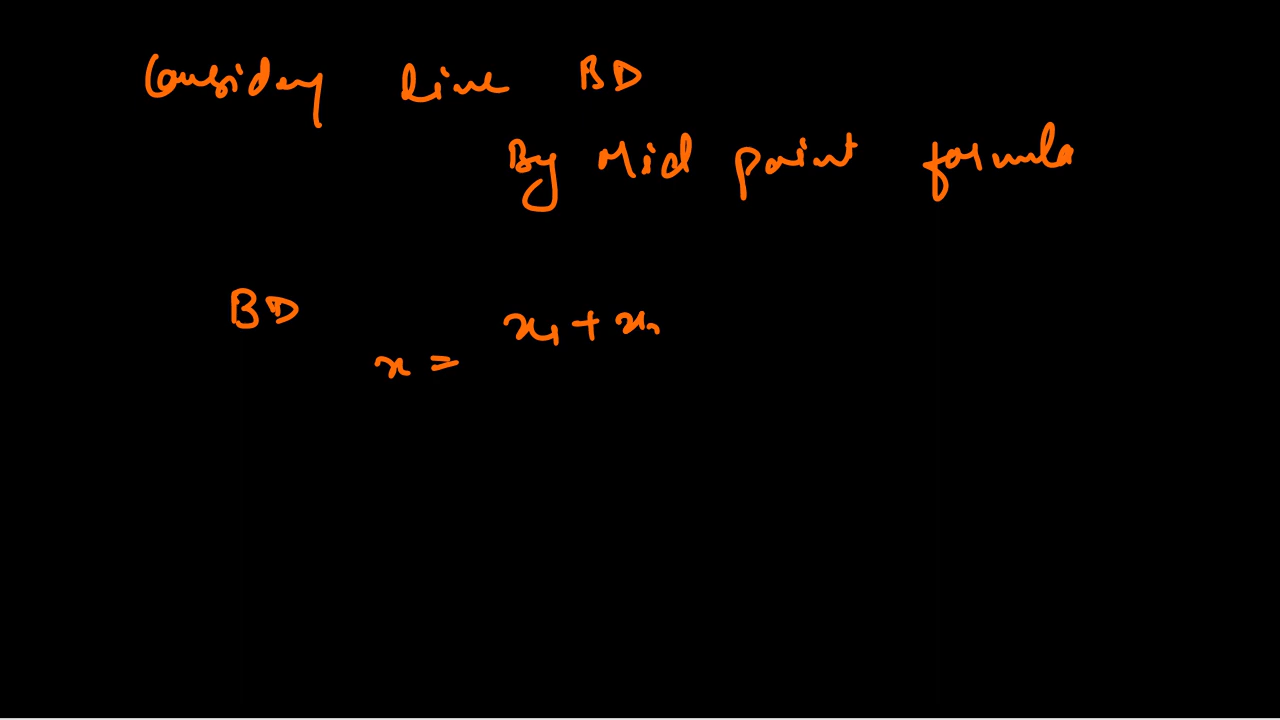 Consider line BD
By Mid point formula
BD
x = x₁ + x₂